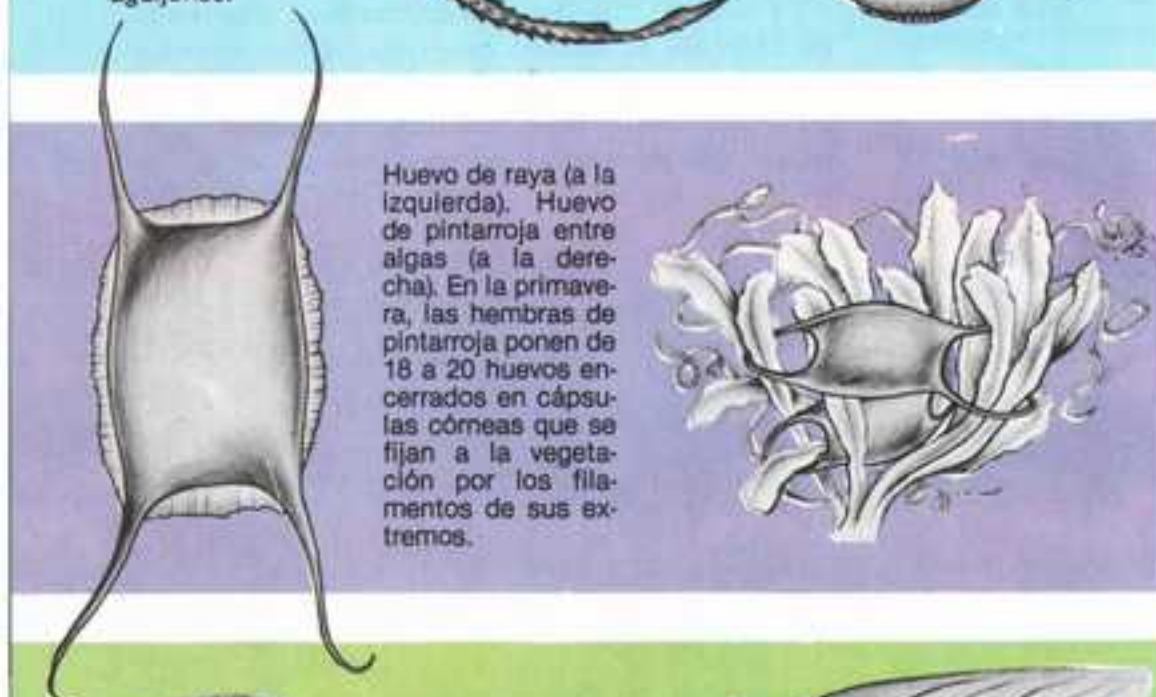 Huevo de raya (a la
izquierda). Huevo
de pintarroja entre
algas (a la dere-
cha). En la primave-
ra, las hembras de
pintarroja ponen de
18 a 20 huevos en-
cerrados en cápsu-
las córneas que se
fijan a la vegeta-
ción por los fila-
mentos de sus ex-
tremos.